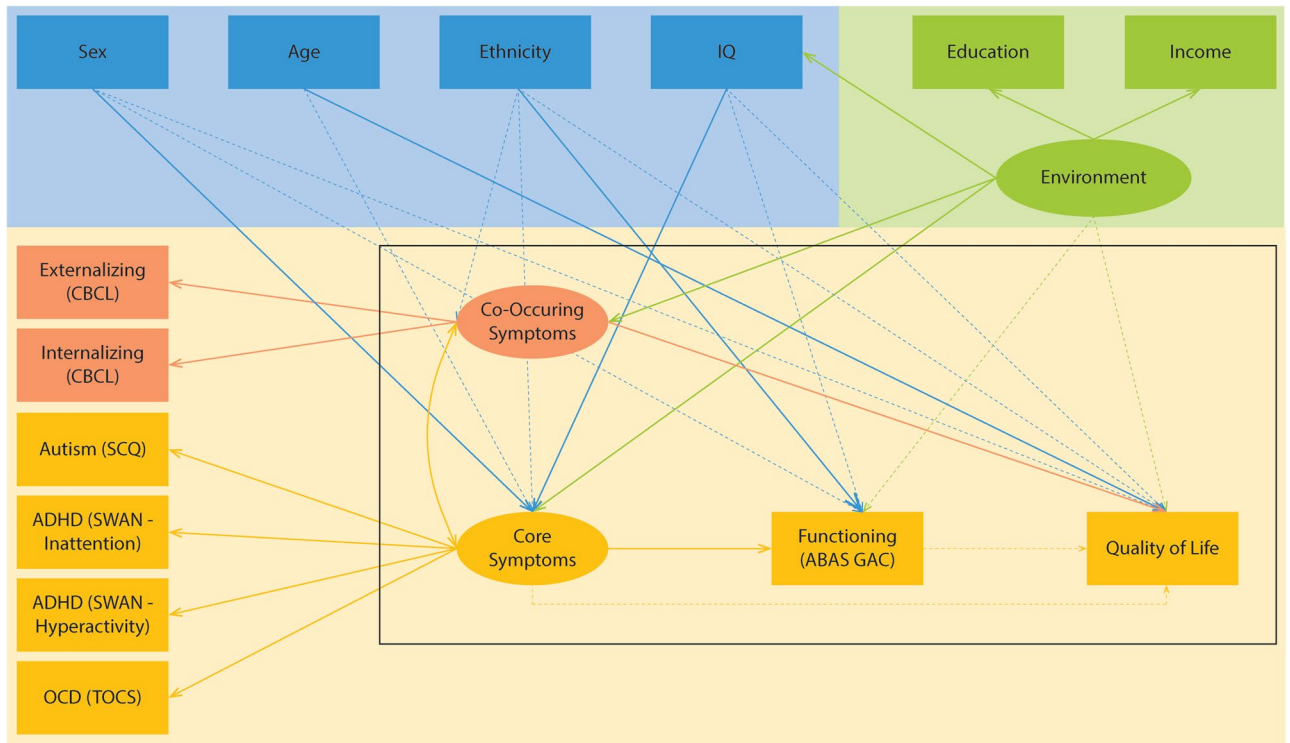 Sex
Age
Ethnicity
IQ
Education
Income
Environment
Externalizing
(CBCL)
Co-Occuring
Symptoms
Internalizing
(CBCL)
Autism (SCQ)
ADHD (SWAN -
Inattention)
Core
Symptoms
Functioning
(ABAS GAC)
Quality of Life
ADHD (SWAN -
Hyperactivity)
OCD (TOCS)